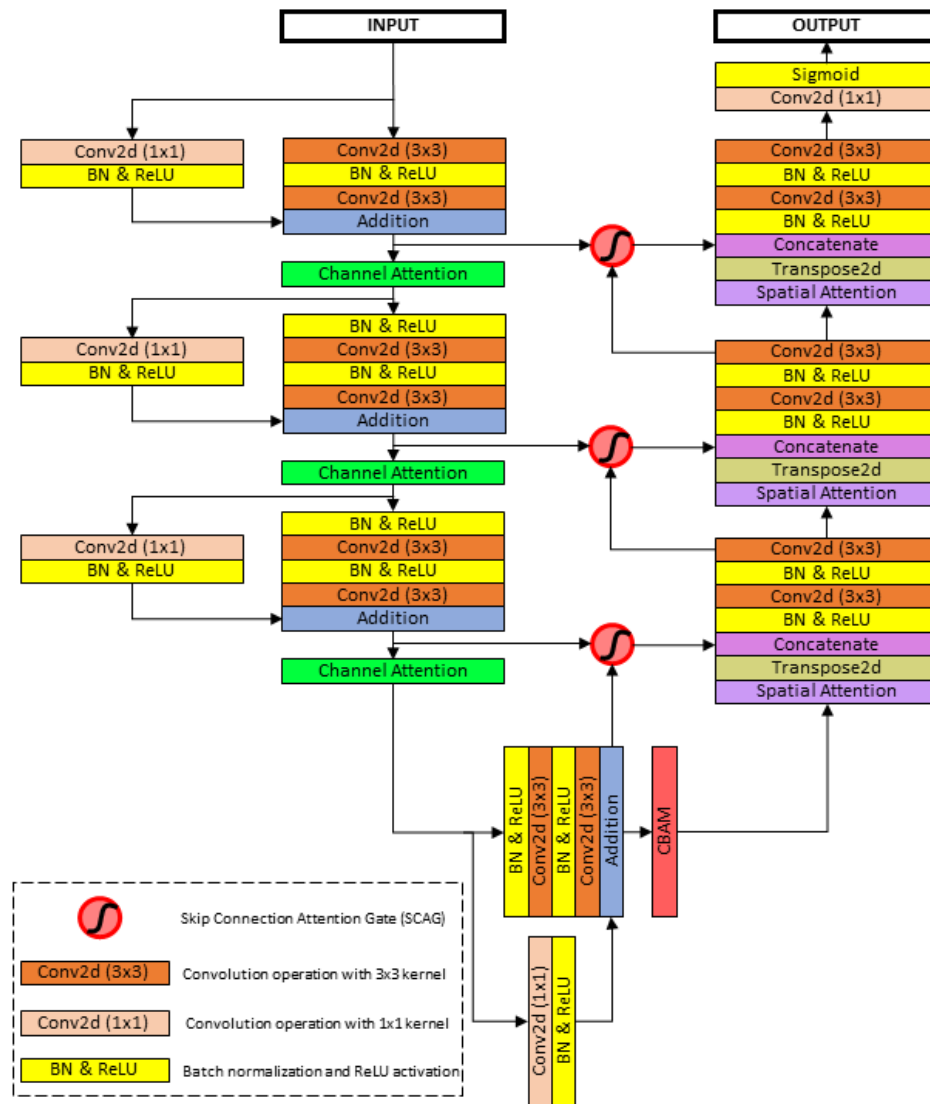 INPUT
Conv2d (1x1)
BN & ReLU
Conv2d (3x3)
BN & ReLU
Conv2d (3x3)
Addition
Channel Attention
Conv2d (1x1)
BN & ReLU
BN & ReLU
Conv2d (3x3)
BN & ReLU
Conv2d (3x3)
Addition
Channel Attention
Conv2d (1x1)
BN & ReLU
BN & ReLU
Conv2d (3x3)
BN & ReLU
Conv2d (3x3)
Addition
Channel Attention
BN & ReLU
Conv2d (3x3)
BN & ReLU
Conv2d (3x3)
Addition
CBAM
Conv2d (1x1)
BN & ReLU
OUTPUT
Sigmoid
Conv2d (1x1)
Conv2d (3x3)
BN & ReLU
Conv2d (3x3)
BN & ReLU
Concatenate
Transpose2d
Spatial Attention
Conv2d (3x3)
BN & ReLU
Conv2d (3x3)
BN & ReLU
Concatenate
Transpose2d
Spatial Attention
Conv2d (3x3)
BN & ReLU
Conv2d (3x3)
BN & ReLU
Concatenate
Transpose2d
Spatial Attention
Skip Connection Attention Gate (SCAG)
Conv2d (3x3)
Convolution operation with 3x3 kernel
Conv2d (1x1)
Convolution operation with 1x1 kernel
BN & ReLU
Batch normalization and ReLU activation